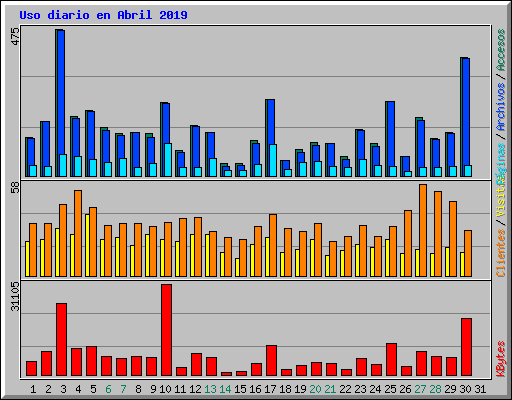 Uso diario en Abril 2019
475
58
31105
Clientes / Visitas
Páginas / Archivos / Accesos
KBytes
1 2 3 4 5 6 7 8 9 10 11 12 13 14 15 16 17 18 19 20 21 22 23 24 25 26 27 28 29 30 31